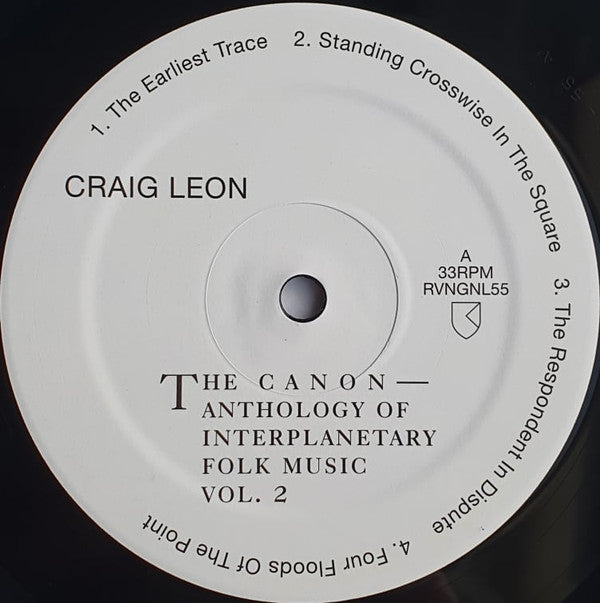 1. The Earliest Trace
2. Standing Crosswise In The Square
3. The Respondent In Dispute
4. Four Floods Of The Point
CRAIG LEON
A
33RPM
RVNGNL55
THE CANON—
ANTHOLOGY OF
INTERPLANETARY
FOLK MUSIC
VOL. 2